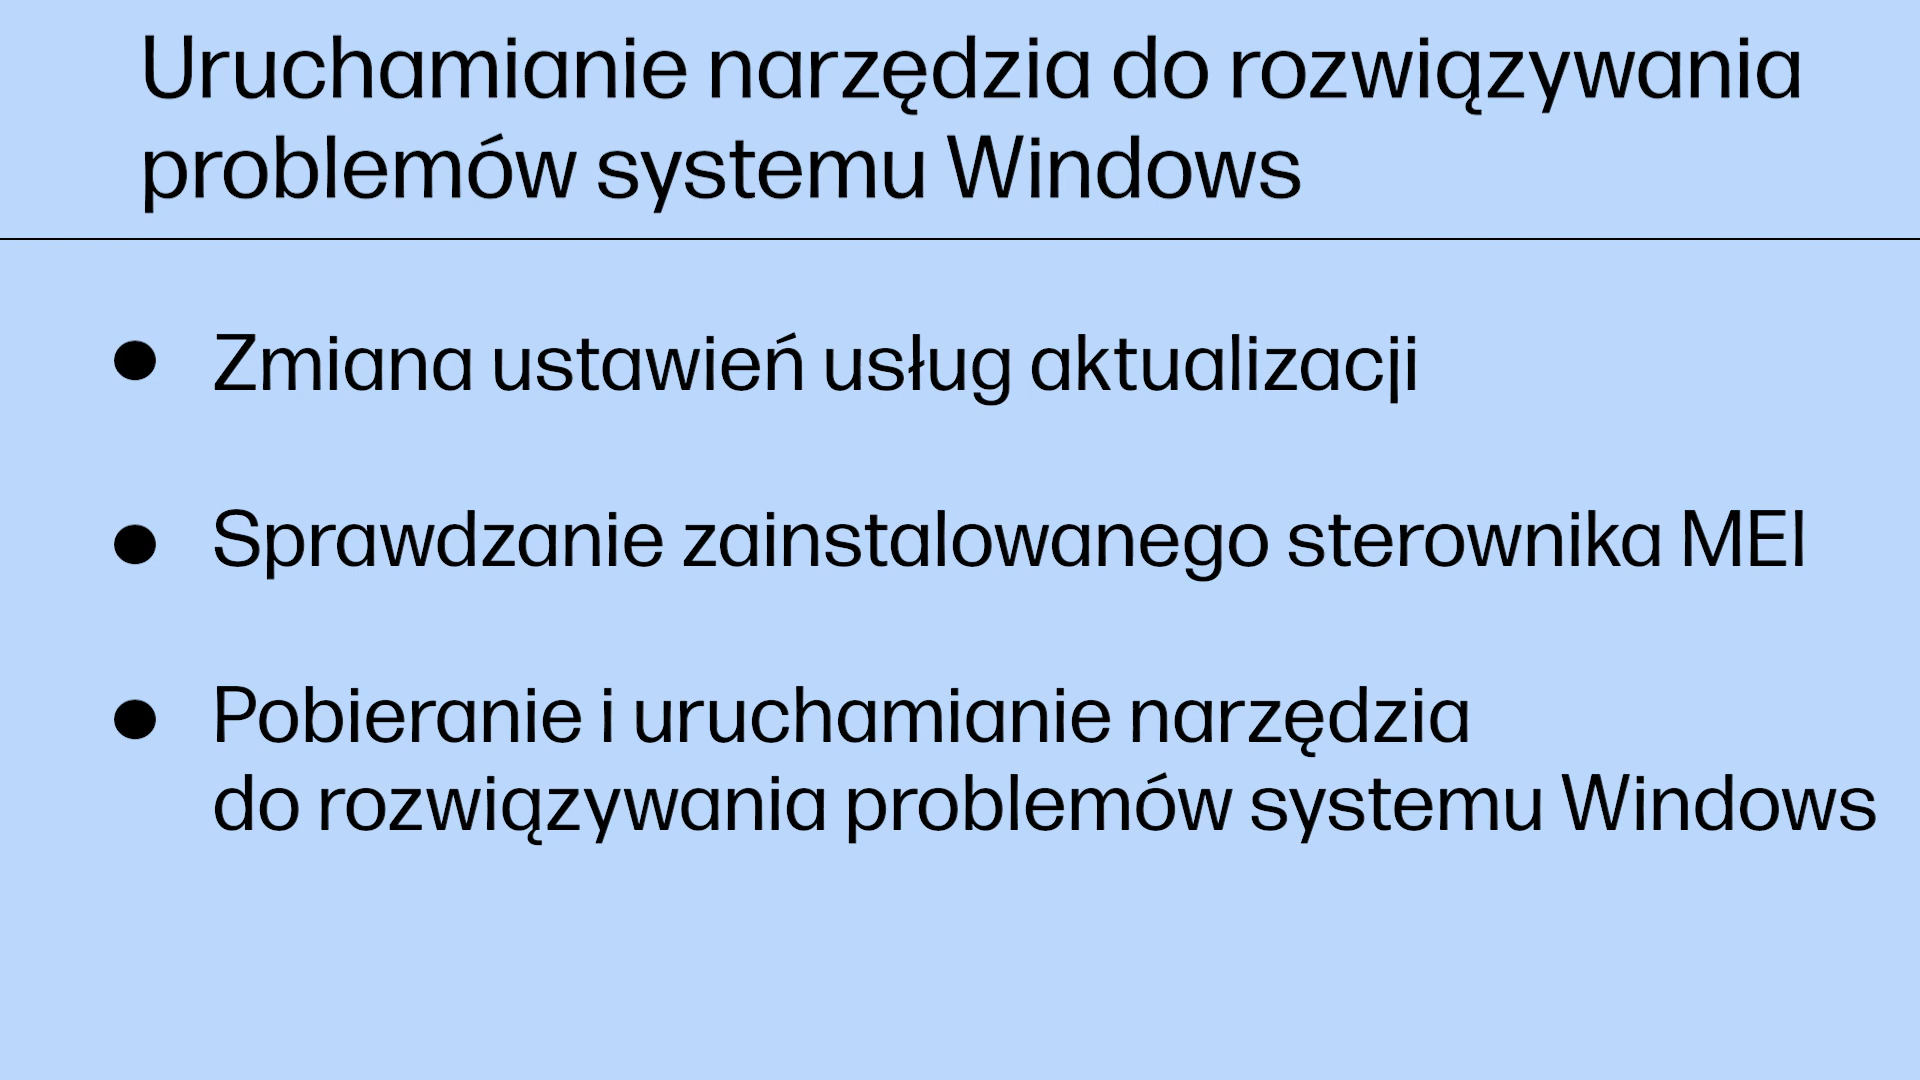 Uruchamianie narzędzia do rozwiązywania
problemów systemu Windows
● Zmiana ustawień usług aktualizacji
● Sprawdzanie zainstalowanego sterownika MEI
● Pobieranie i uruchamianie narzędzia
do rozwiązywania problemów systemu Windows